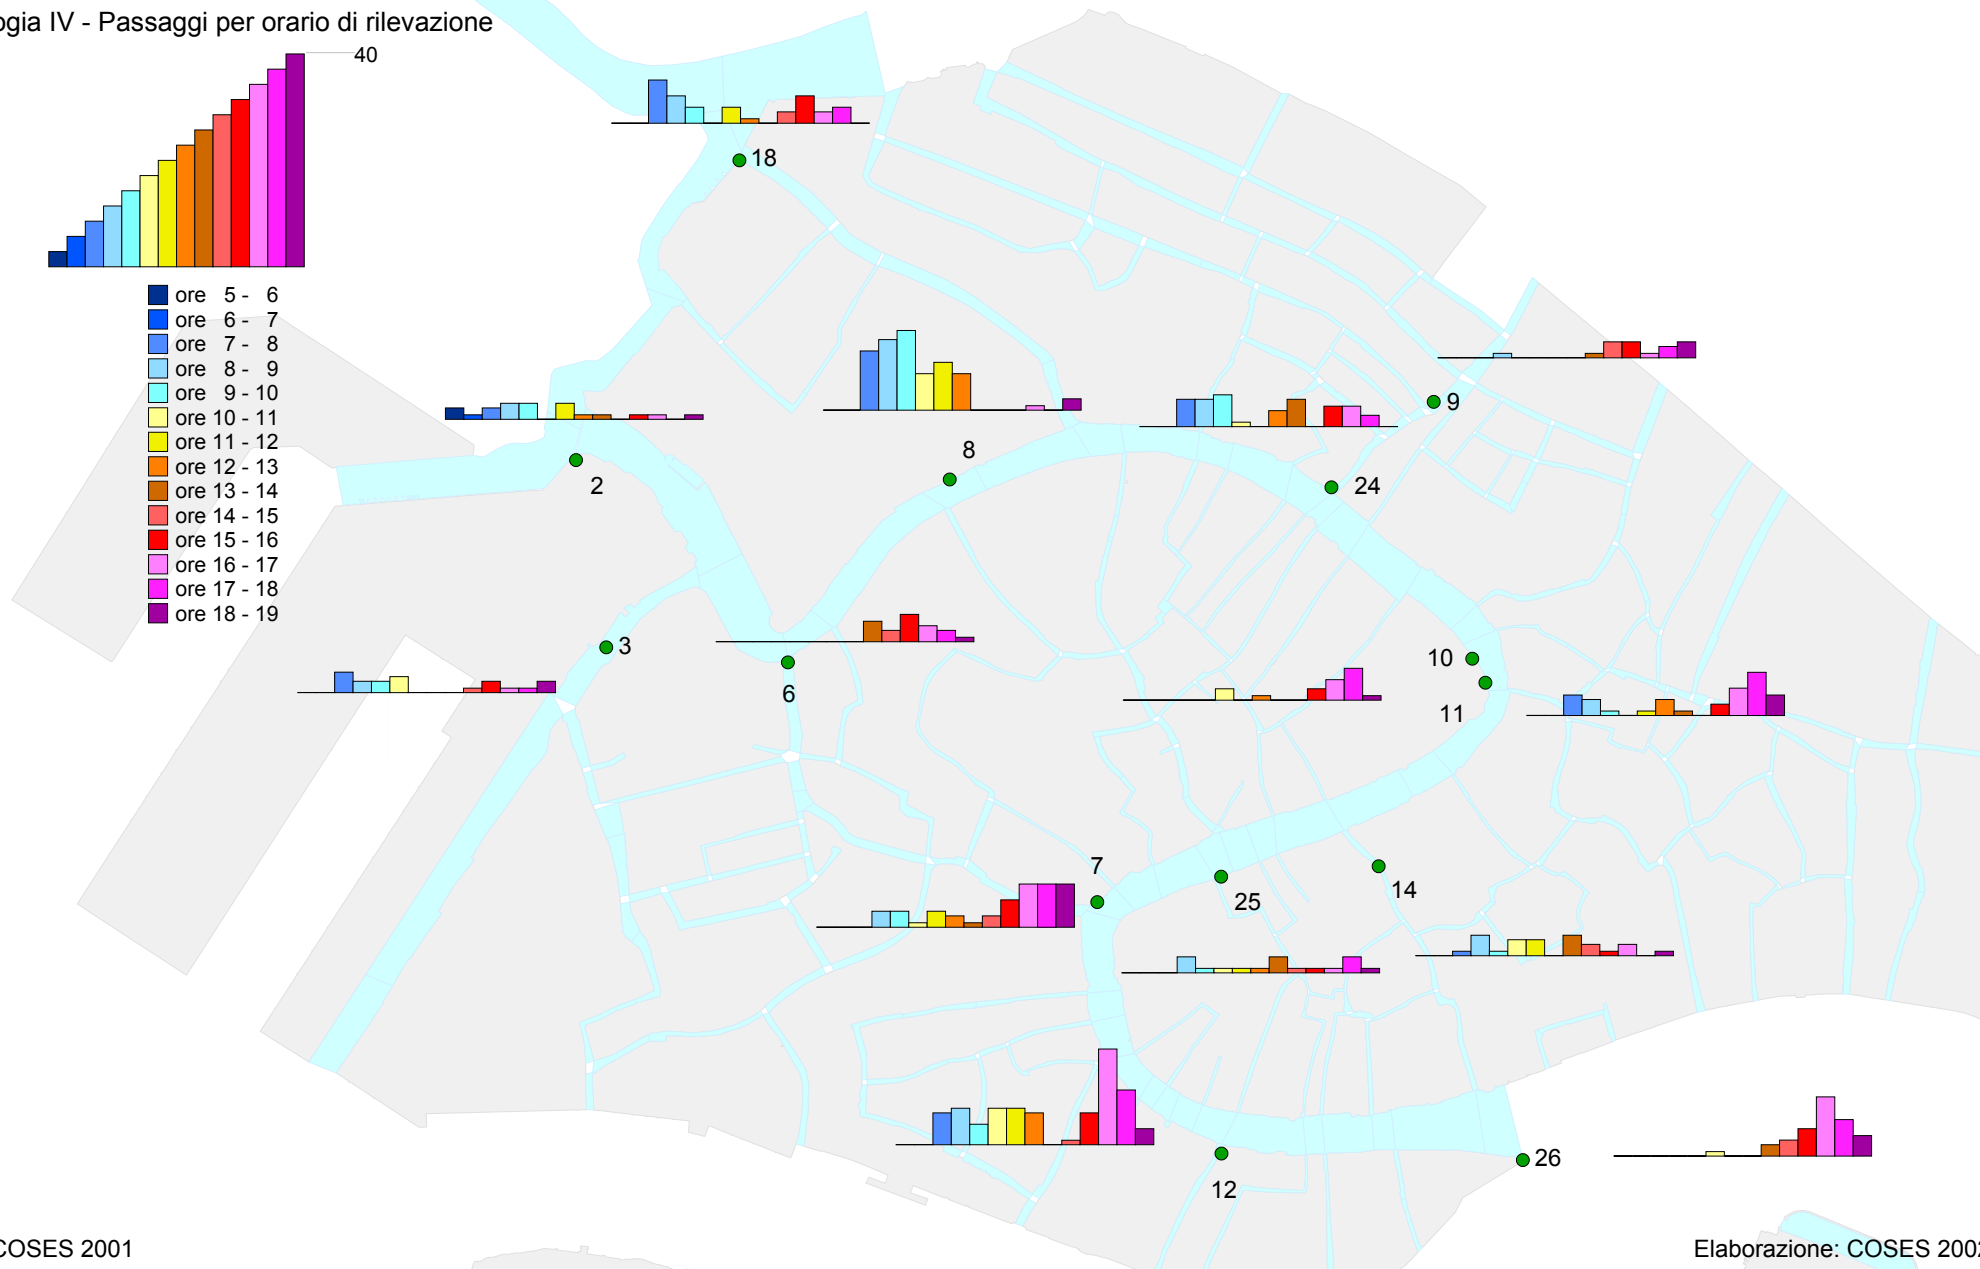 ogia IV - Passaggi per orario di rilevazione
40
ore 5 - 6
ore 6 - 7
ore 7 - 8
ore 8 - 9
ore 9 - 10
ore 10 - 11
ore 11 - 12
ore 12 - 13
ore 13 - 14
ore 14 - 15
ore 15 - 16
ore 16 - 17
ore 17 - 18
ore 18 - 19
18
9
8
2
24
3
10
6
11
7
14
25
26
12
COSES 2001
Elaborazione: COSES 2002